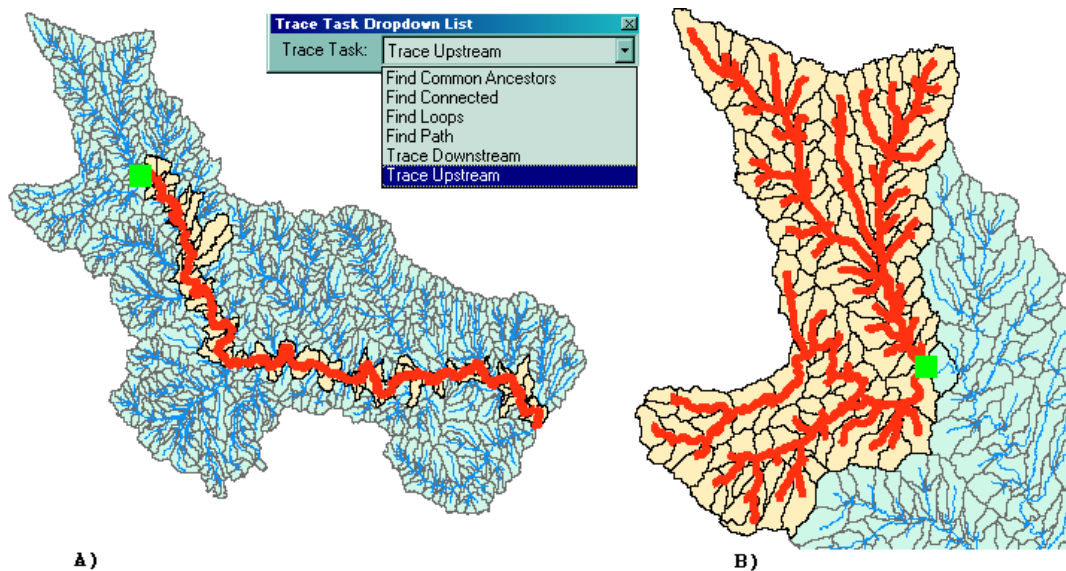 Trace Task Dropdown List
Trace Task: Trace Upstream
Find Common Ancestors
Find Connected
Find Loops
Find Path
Trace Downstream
Trace Upstream
A)
B)